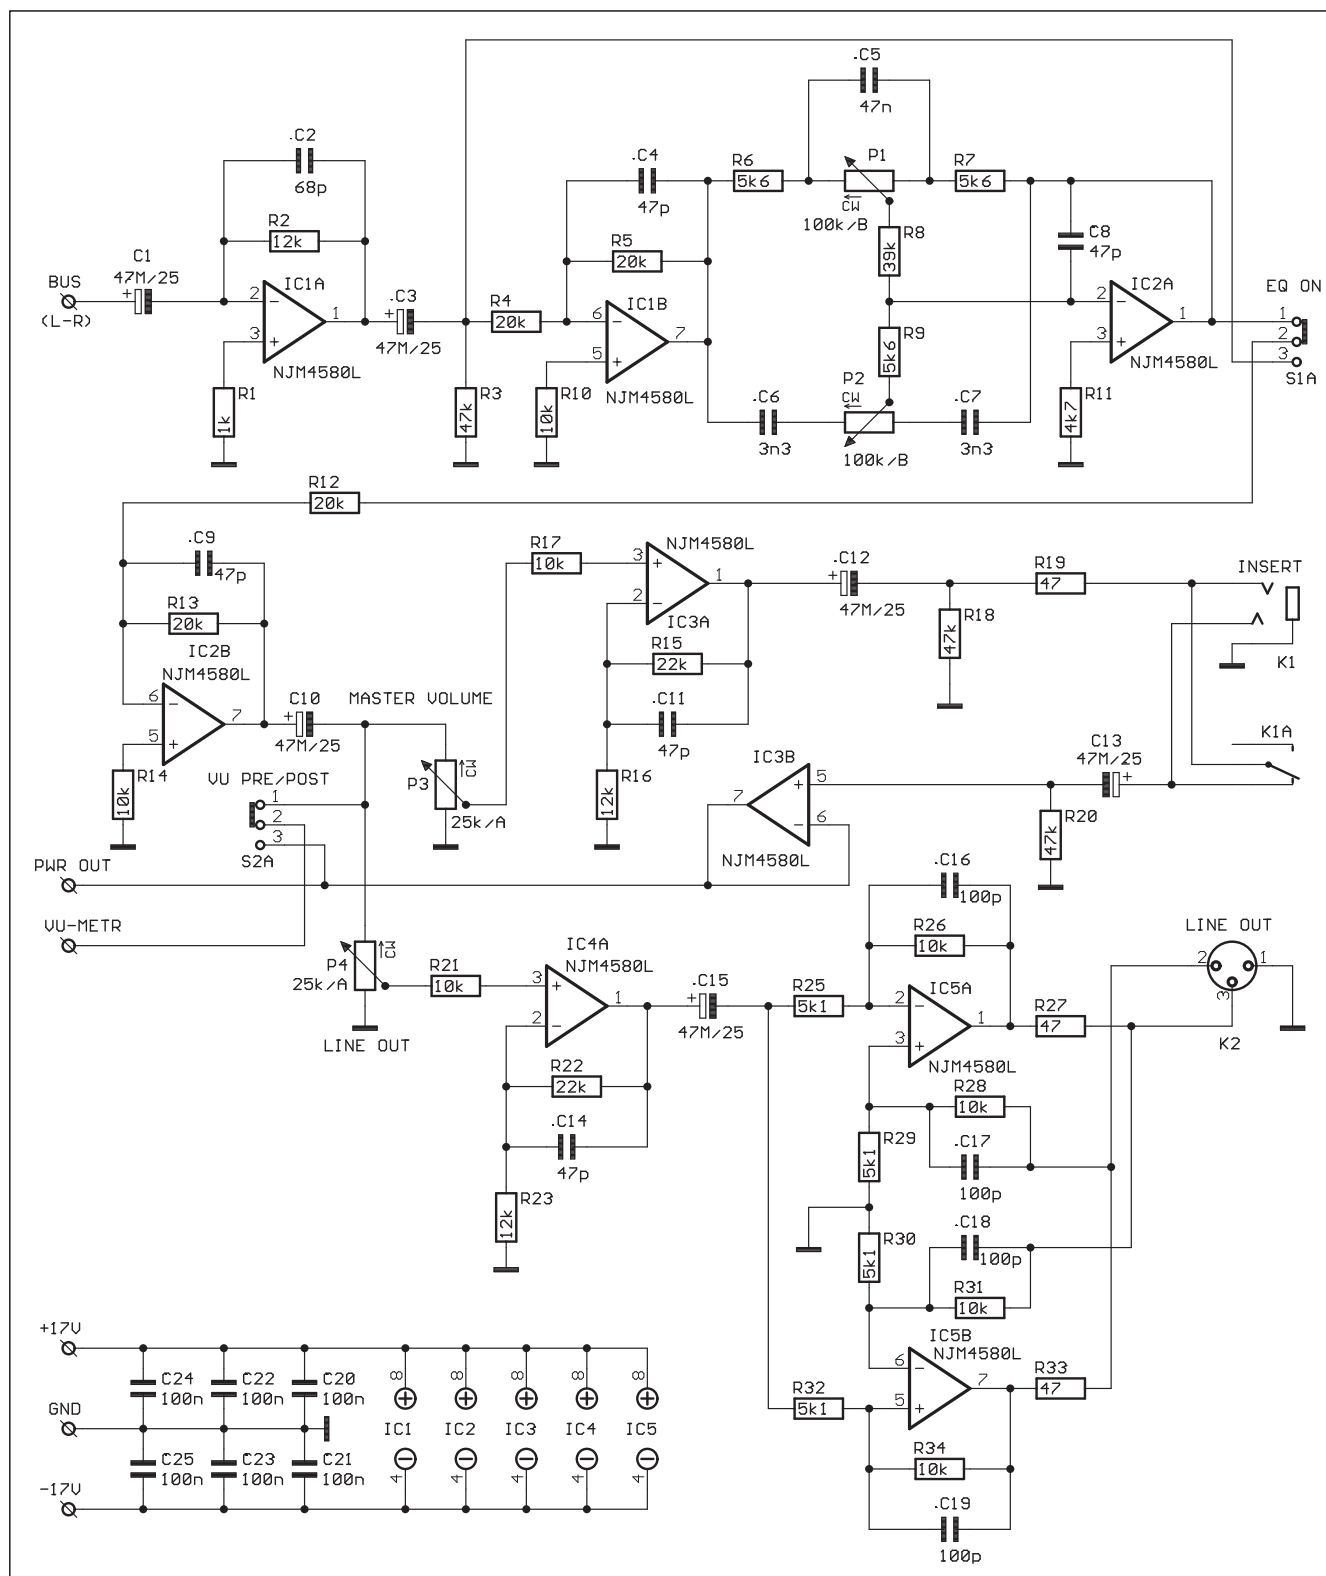 .C5
47n
.C2
68p
.C4
47p
R6
5k6
P1
CW
100k/B
R7
5k6
R2
12k
R5
20k
R8
39k
C8
47p
C1
47M/25
+
BUS
(L-R)
IC1A
2
-
3
+
1
NJM4580L
.C3
+
47M/25
R4
20k
IC1B
6
-
5
+
7
NJM4580L
R9
5k6
IC2A
2
-
3
+
1
NJM4580L
EQ ON
1
2
3
S1A
R1
1k
R3
47k
R10
10k
.C6
3n3
P2
CW
100k/B
.C7
3n3
R11
4k7
R12
20k
.C9
47p
R13
20k
IC2B
NJM4580L
6
-
5
+
7
R14
10k
C10
+
47M/25
MASTER VOLUME
P3
CW
25k/A
VU PRE/POST
1
2
3
S2A
R17
10k
NJM4580L
3
+
2
-
1
IC3A
R15
22k
.C11
47p
R16
12k
.C12
+
47M/25
R18
47k
R19
47
INSERT
K1
K1A
C13
47M/25
+
R20
47k
IC3B
5
+
6
-
7
NJM4580L
PWR OUT
VU-METR
P4
CW
25k/A
LINE OUT
R21
10k
IC4A
NJM4580L
3
+
2
-
1
R22
22k
.C14
47p
R23
12k
.C15
+
47M/25
.C16
100p
R26
10k
R25
5k1
IC5A
2
-
3
+
1
NJM4580L
R27
47
LINE OUT
2
1
3
K2
R28
10k
R29
5k1
.C17
100p
R30
5k1
.C18
100p
R31
10k
IC5B
NJM4580L
6
-
5
+
7
R32
5k1
R33
47
R34
10k
.C19
100p
+17V
GND
-17V
C24
100n
C22
100n
C20
100n
C25
100n
C23
100n
C21
100n
8
8
8
8
8
+
+
+
+
+
IC1
IC2
IC3
IC4
IC5
-
-
-
-
-
4
4
4
4
4